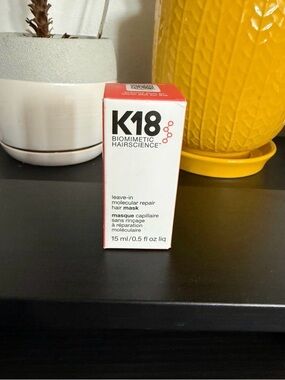 K18
BIOMIMETIC
HAIRSCIENCE
leave-in
molecular repair
hair mask
masque capillaire
sans rinçage
à réparation
moléculaire
15 ml/0.5 fl oz liq